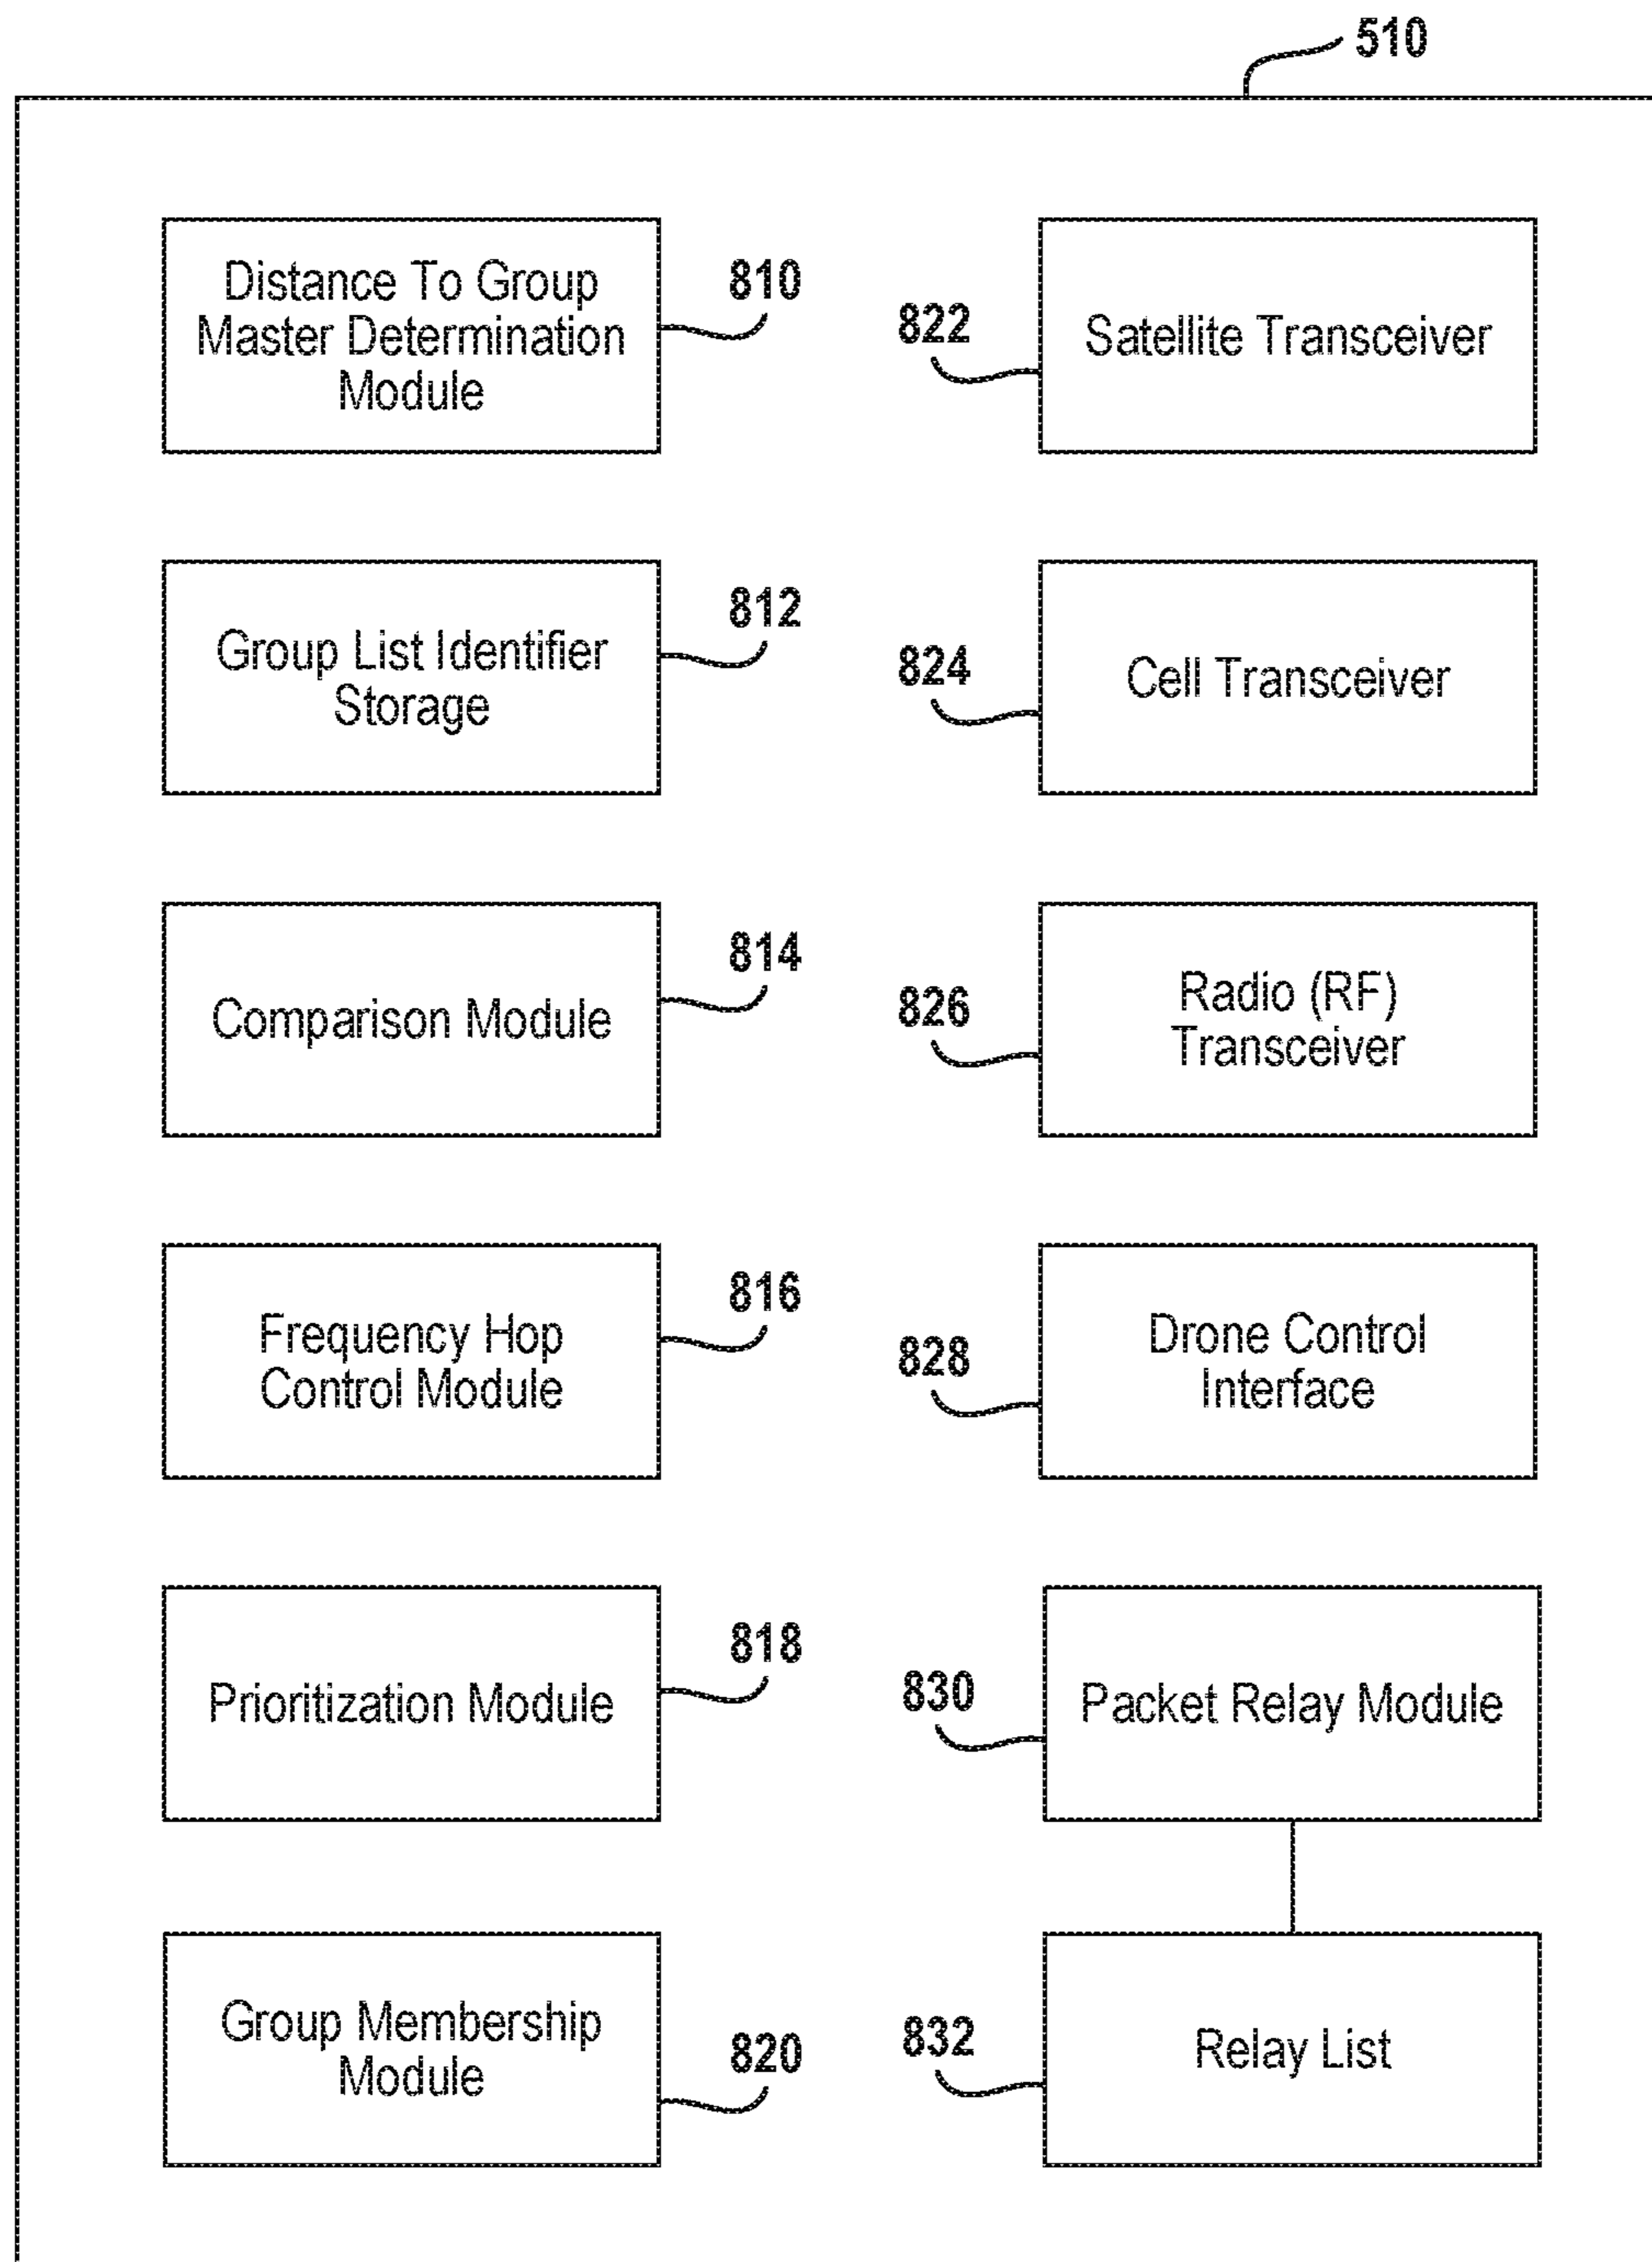 510
Distance To Group
Master Determination
Module
810
822
Satellite Transceiver
Group List Identifier
Storage
812
824
Cell Transceiver
Comparison Module
814
826
Radio (RF)
Transceiver
Frequency Hop
Control Module
816
828
Drone Control
Interface
Prioritization Module
818
830
Packet Relay Module
Group Membership
Module
820
832
Relay List